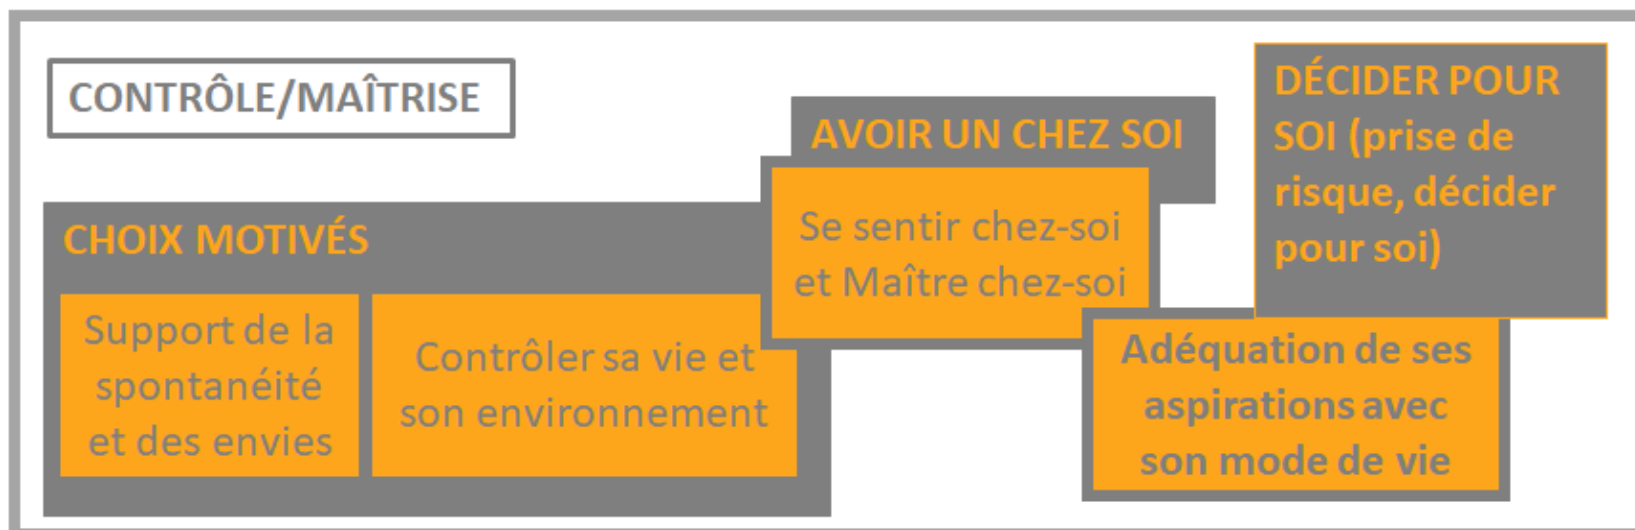 CONTRÔLE/MAÎTRISE
CHOIX MOTIVÉS
Support de la
spontanéité
et des envies
Contrôler sa vie et
son environnement
AVOIR UN CHEZ SOI
Se sentir chez-soi
et Maître chez-soi
DÉCIDER POUR
SOI (prise de
risque, décider
pour soi)
Adéquation de ses
aspirations avec
son mode de vie